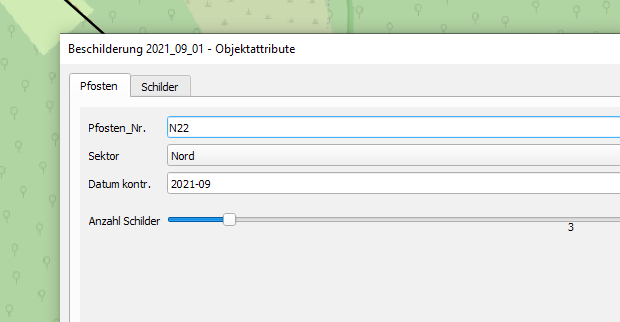 Beschilderung 2021_09_01 - Objektattribute
Pfosten
Schilder
Pfosten_Nr.
N22
Sektor
Nord
Datum kontr.
2021-09
Anzahl Schilder
3